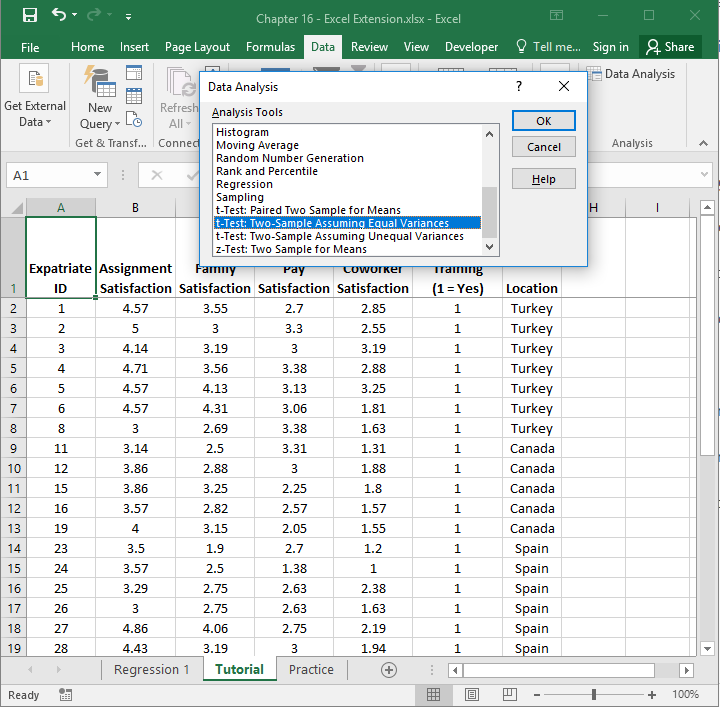 Chapter 16 - Excel Extension.xlsx - Excel
File Home Insert Page Layout Formulas Data Review View Developer Tell me... Sign in Share
Get External
Data
New
Query
Get & Transf...
Refresh
All
Connect
Data Analysis
Analysis
Data Analysis ?
Analysis Tools
Histogram
Moving Average
Random Number Generation
Rank and Percentile
Regression
Sampling
t-Test: Paired Two Sample for Means
t-Test: Two-Sample Assuming Equal Variances
t-Test: Two-Sample Assuming Unequal Variances
z-Test: Two Sample for Means
OK
Cancel
Help
A1
A B H I
1 Expatriate ID Assignment Satisfaction Family Satisfaction Pay Satisfaction Coworker Satisfaction Training (1 = Yes) Location
2 1 4.57 3.55 2.7 2.85 1 Turkey
3 2 5 3 3.3 2.55 1 Turkey
4 3 4.14 3.19 3 3.19 1 Turkey
5 4 4.71 3.56 3.38 2.88 1 Turkey
6 5 4.57 4.13 3.13 3.25 1 Turkey
7 6 4.57 4.31 3.06 1.81 1 Turkey
8 8 3 2.69 3.38 1.63 1 Turkey
9 11 3.14 2.5 3.31 1.31 1 Canada
10 12 3.86 2.88 3 1.88 1 Canada
11 15 3.86 3.25 2.25 1.8 1 Canada
12 16 3.57 2.82 2.57 1.57 1 Canada
13 19 4 3.15 2.05 1.55 1 Canada
14 23 3.5 1.9 2.7 1.2 1 Spain
15 24 3.57 2.5 1.38 1 1 Spain
16 25 3.29 2.75 2.63 2.38 1 Spain
17 26 3 2.75 2.63 1.63 1 Spain
18 27 4.86 4.06 2.75 2.19 1 Spain
19 28 4.43 3.19 3 1.94 1 Spain
Regression 1 Tutorial Practice
Ready 100%